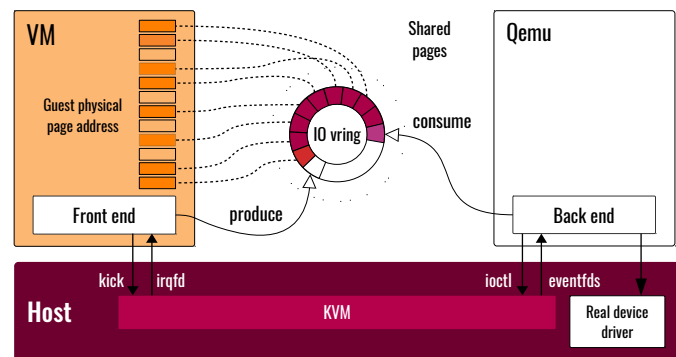 VM
Shared
pages
Qemu
Guest physical
page address
IO vring
consume
Front end
produce
Back end
kick
irqfd
ioctl
eventfds
Host
KVM
Real device
driver